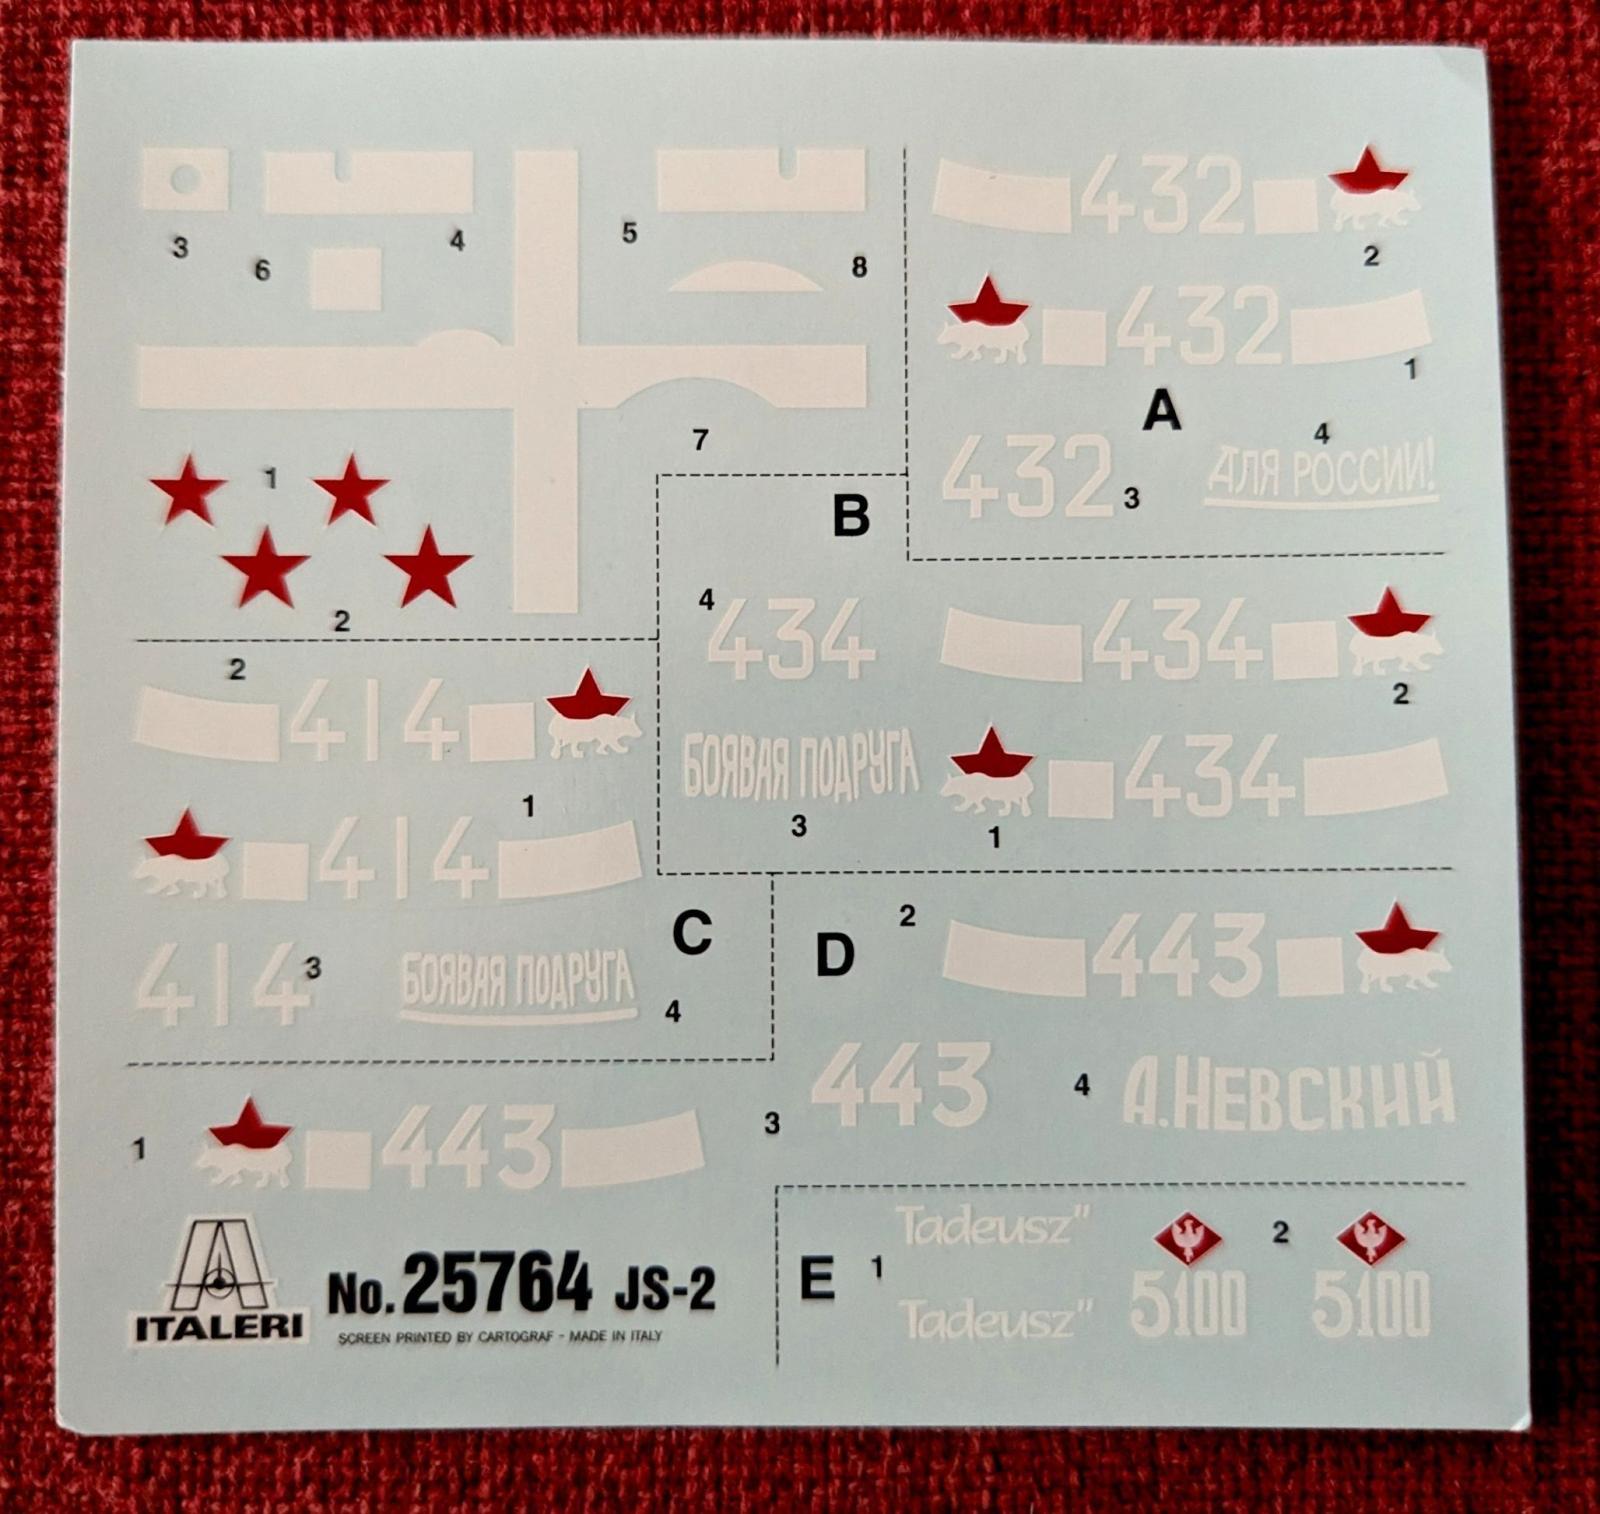 3
6
4
5
8
7
1
2
432
2
432
1
A
4
432 3 ДЛЯ РОССИИ!
B
4 434
434
2
БОЯВАЯ ПОДРУГА
3
434
1
2
414
1
414
C
414 3
БОЯВАЯ ПОДРУГА
4
D
2
443
443
3
4
А.НЕВСКИЙ
1
443
ITALERI
No.25764 JS-2
SCREEN PRINTED BY CARTOGRAF - MADE IN ITALY
E
1
Tadeusz"
Tadeusz"
2
5100
5100